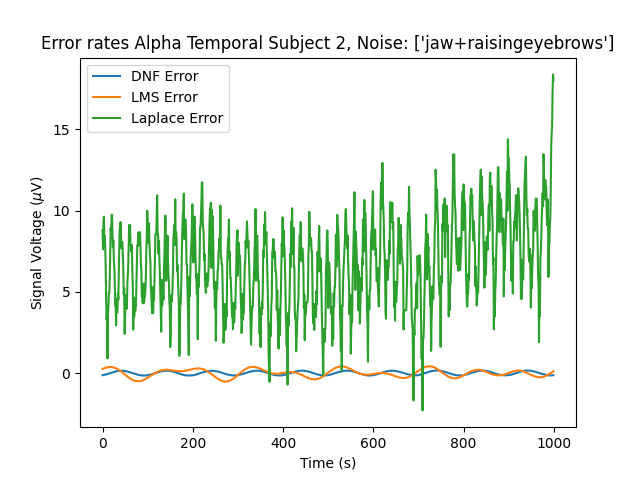 Error rates Alpha Temporal Subject 2, Noise: ['jaw+raisingeyebrows']
DNF Error
LMS Error
Laplace Error
Signal Voltage (μV)
15
10
5
0
0 200 400 600 800 1000
Time (s)